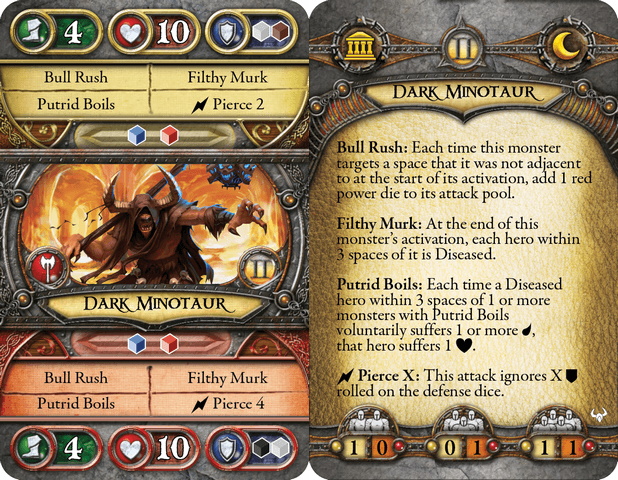 4 10
Bull Rush Filthy Murk
Putrid Boils Pierce 2
II
DARK MINOTAUR
Bull Rush Filthy Murk
Putrid Boils Pierce 4
4 10
II
DARK MINOTAUR
Bull Rush: Each time this monster
targets a space that it was not adjacent
to at the start of its activation, add 1 red
power die to its attack pool.
Filthy Murk: At the end of this
monster's activation, each hero within
3 spaces of it is Diseased.
Putrid Boils: Each time a Diseased
hero within 3 spaces of 1 or more
monsters with Putrid Boils
voluntarily suffers 1 or more ,
that hero suffers 1 .
Pierce X: This attack ignores X
rolled on the defense dice.
1 0 0 1 1 1